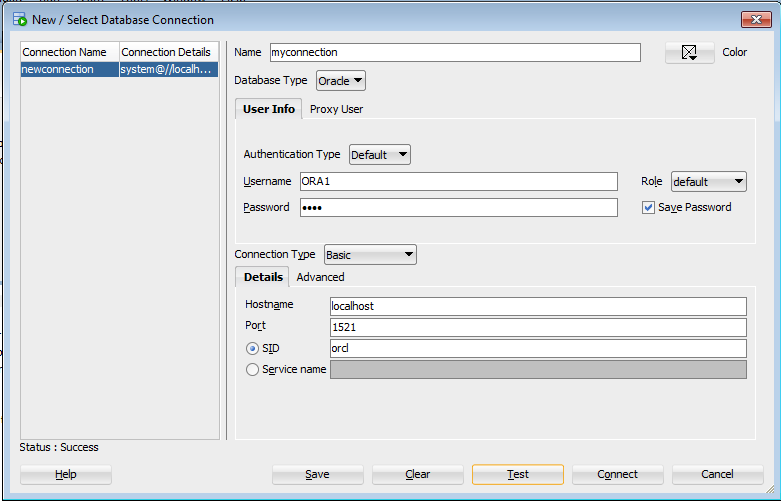 New / Select Database Connection
Connection Name Connection Details
newconnection system@//localh...
Name myconnection Color
Database Type Oracle
User Info Proxy User
Authentication Type Default
Username ORA1 Role default
Password •••• Save Password
Connection Type Basic
Details Advanced
Hostname localhost
Port 1521
SID orcl
Service name
Status : Success
Help Save Clear Test Connect Cancel